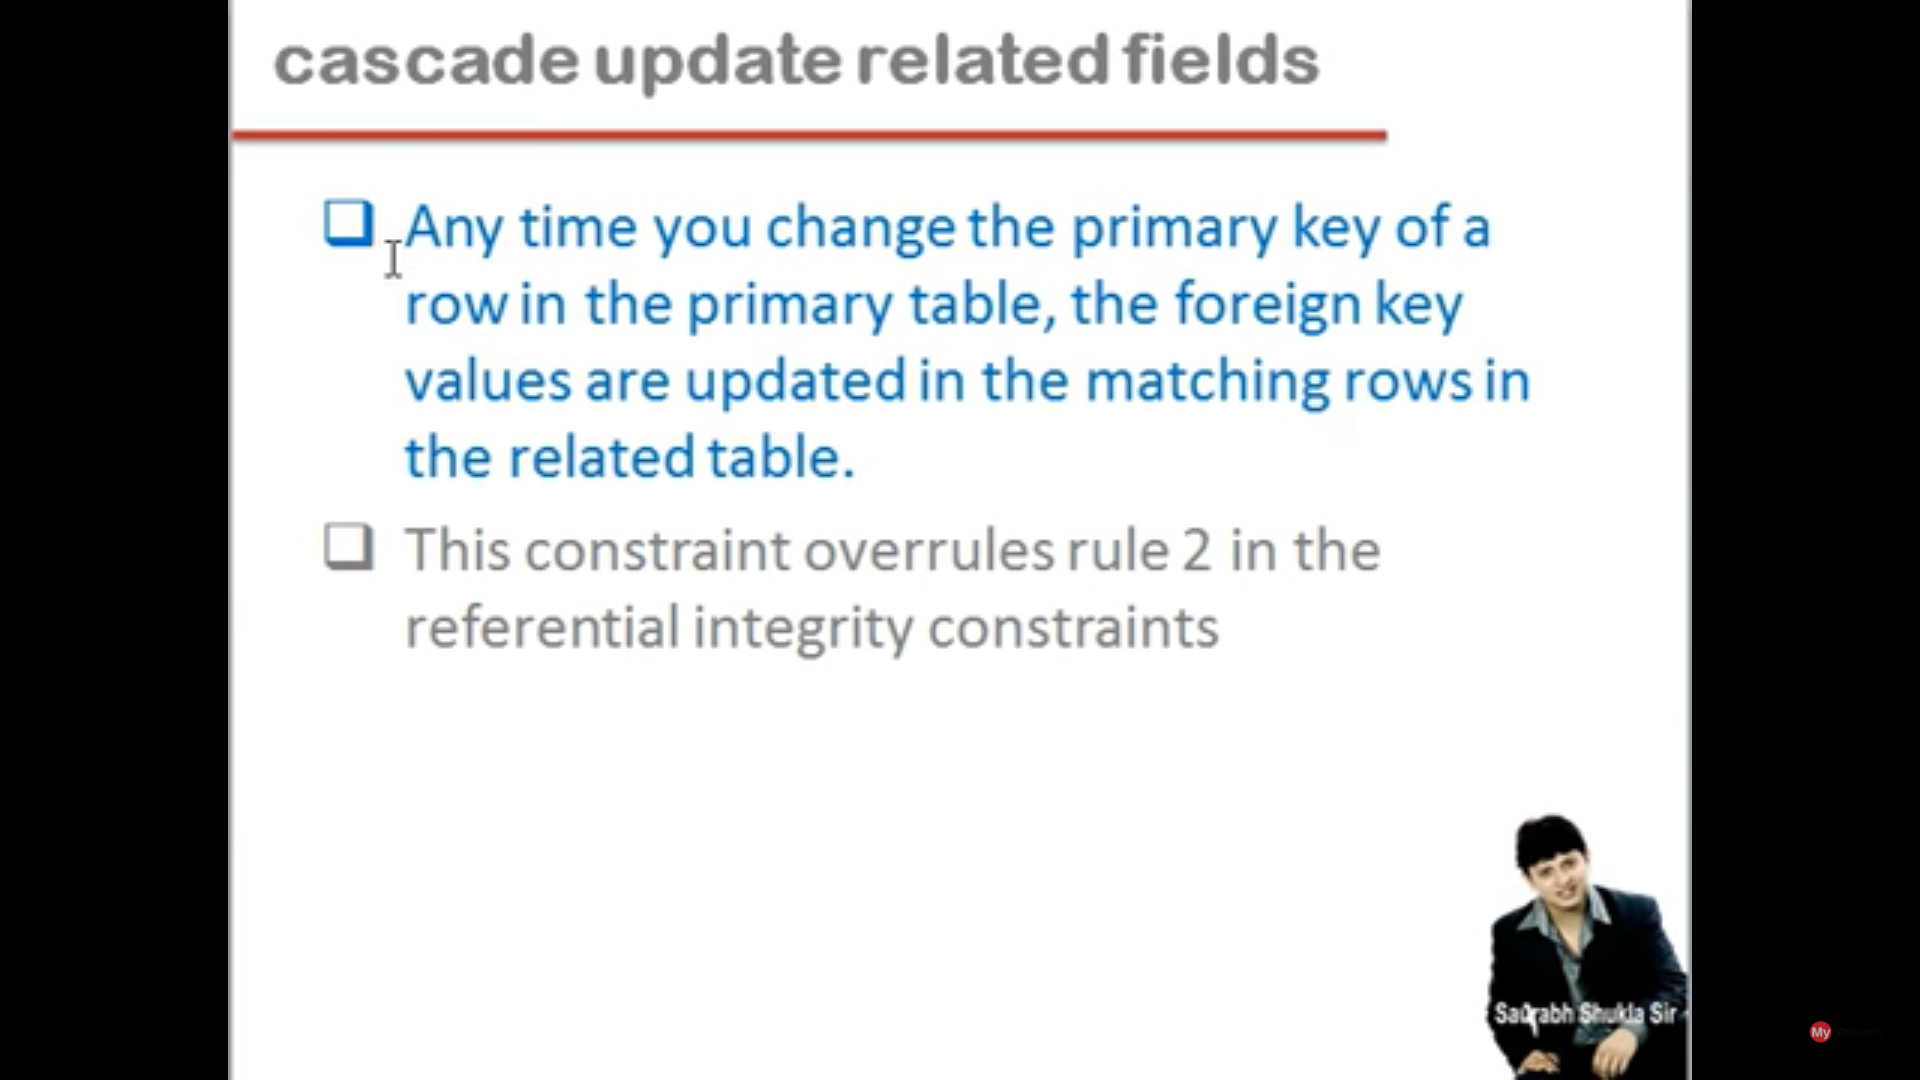 cascade update related fields
Any time you change the primary key of a
row in the primary table, the foreign key
values are updated in the matching rows in
the related table.
This constraint overrules rule 2 in the
referential integrity constraints
Saurabh Shukla Sir
My